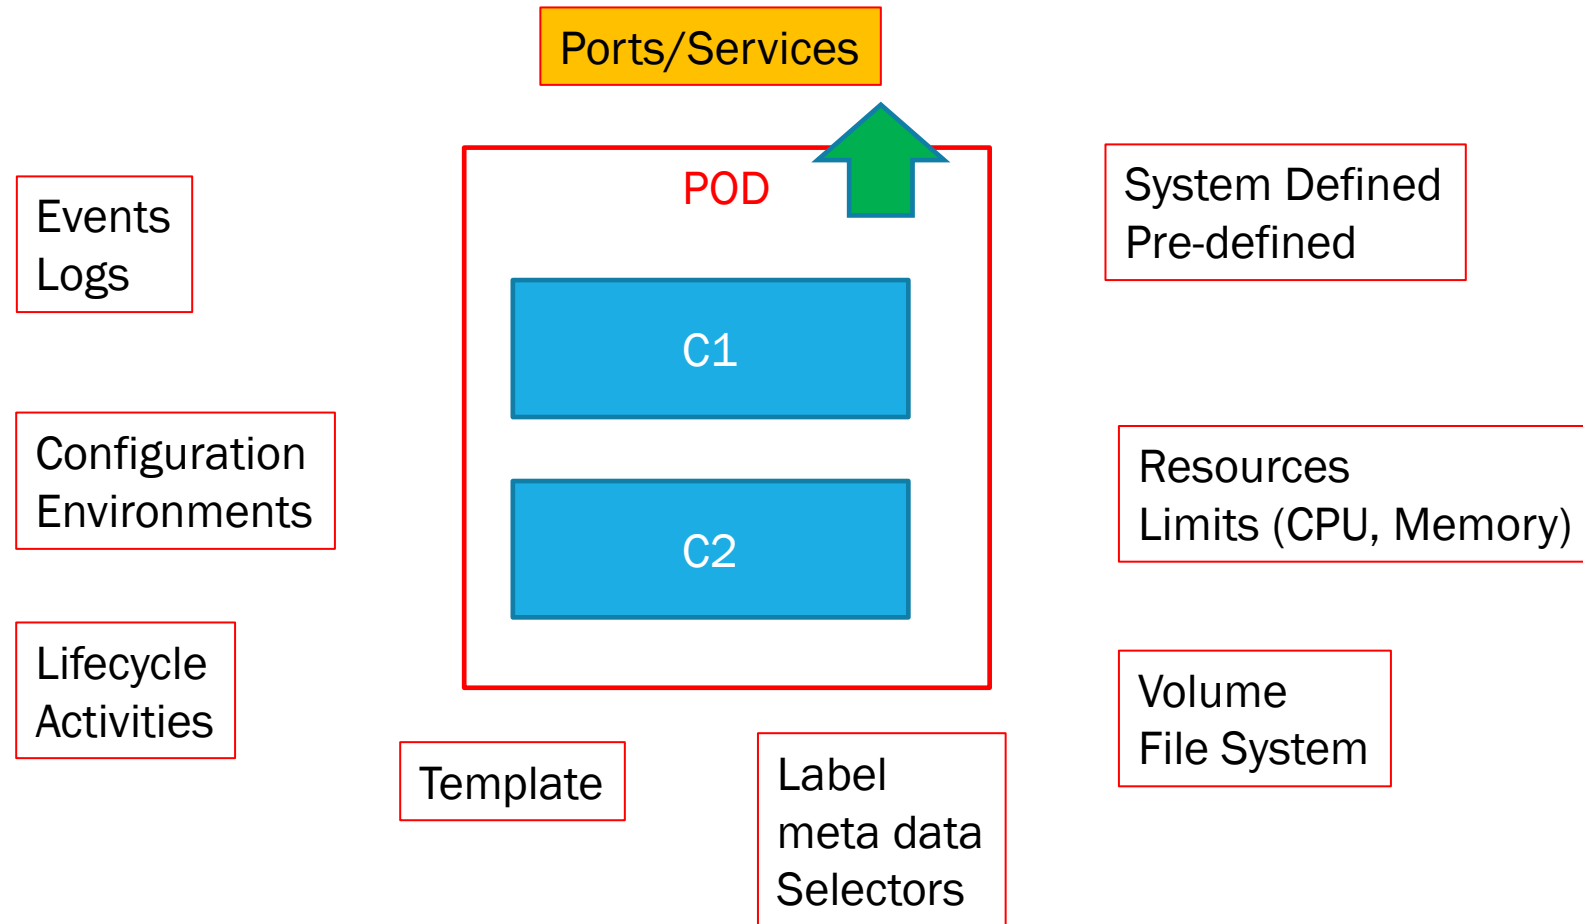 Ports/Services
POD
C1
C2
Events
Logs
Configuration
Environments
Lifecycle
Activities
Template
Label
meta data
Selectors
System Defined
Pre-defined
Resources
Limits (CPU, Memory)
Volume
File System